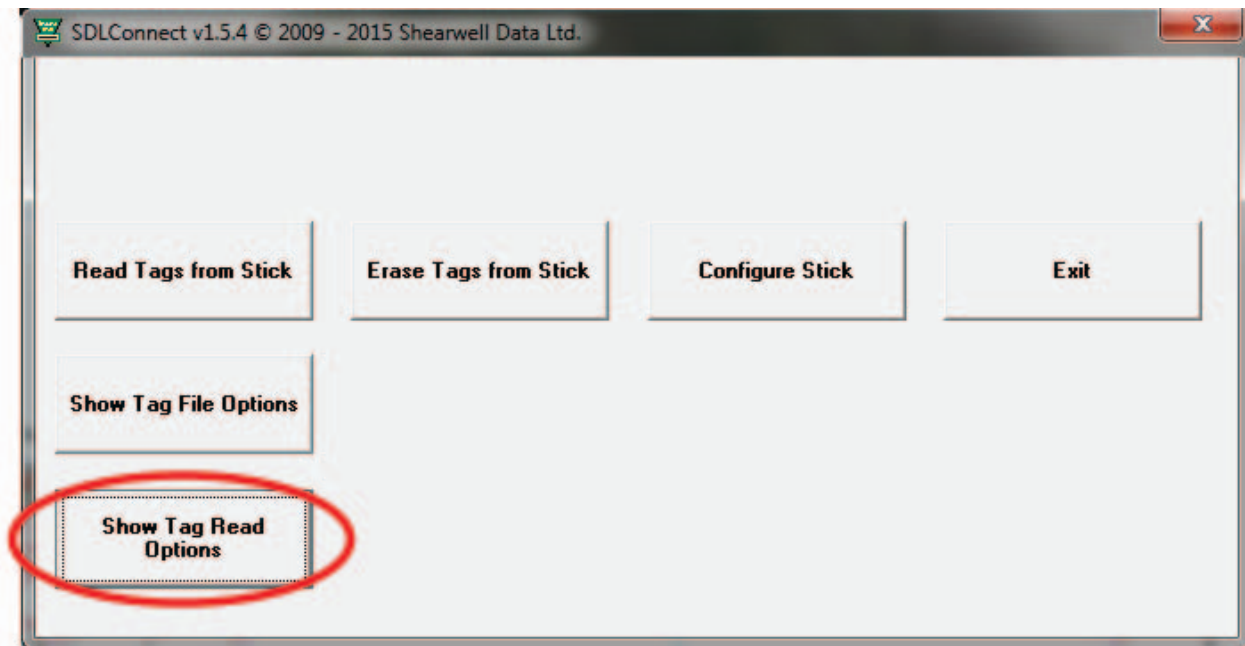 SDLConnect v1.5.4 © 2009 - 2015 Shearwell Data Ltd.
Read Tags from Stick
Erase Tags from Stick
Configure Stick
Exit
Show Tag File Options
Show Tag Read
Options